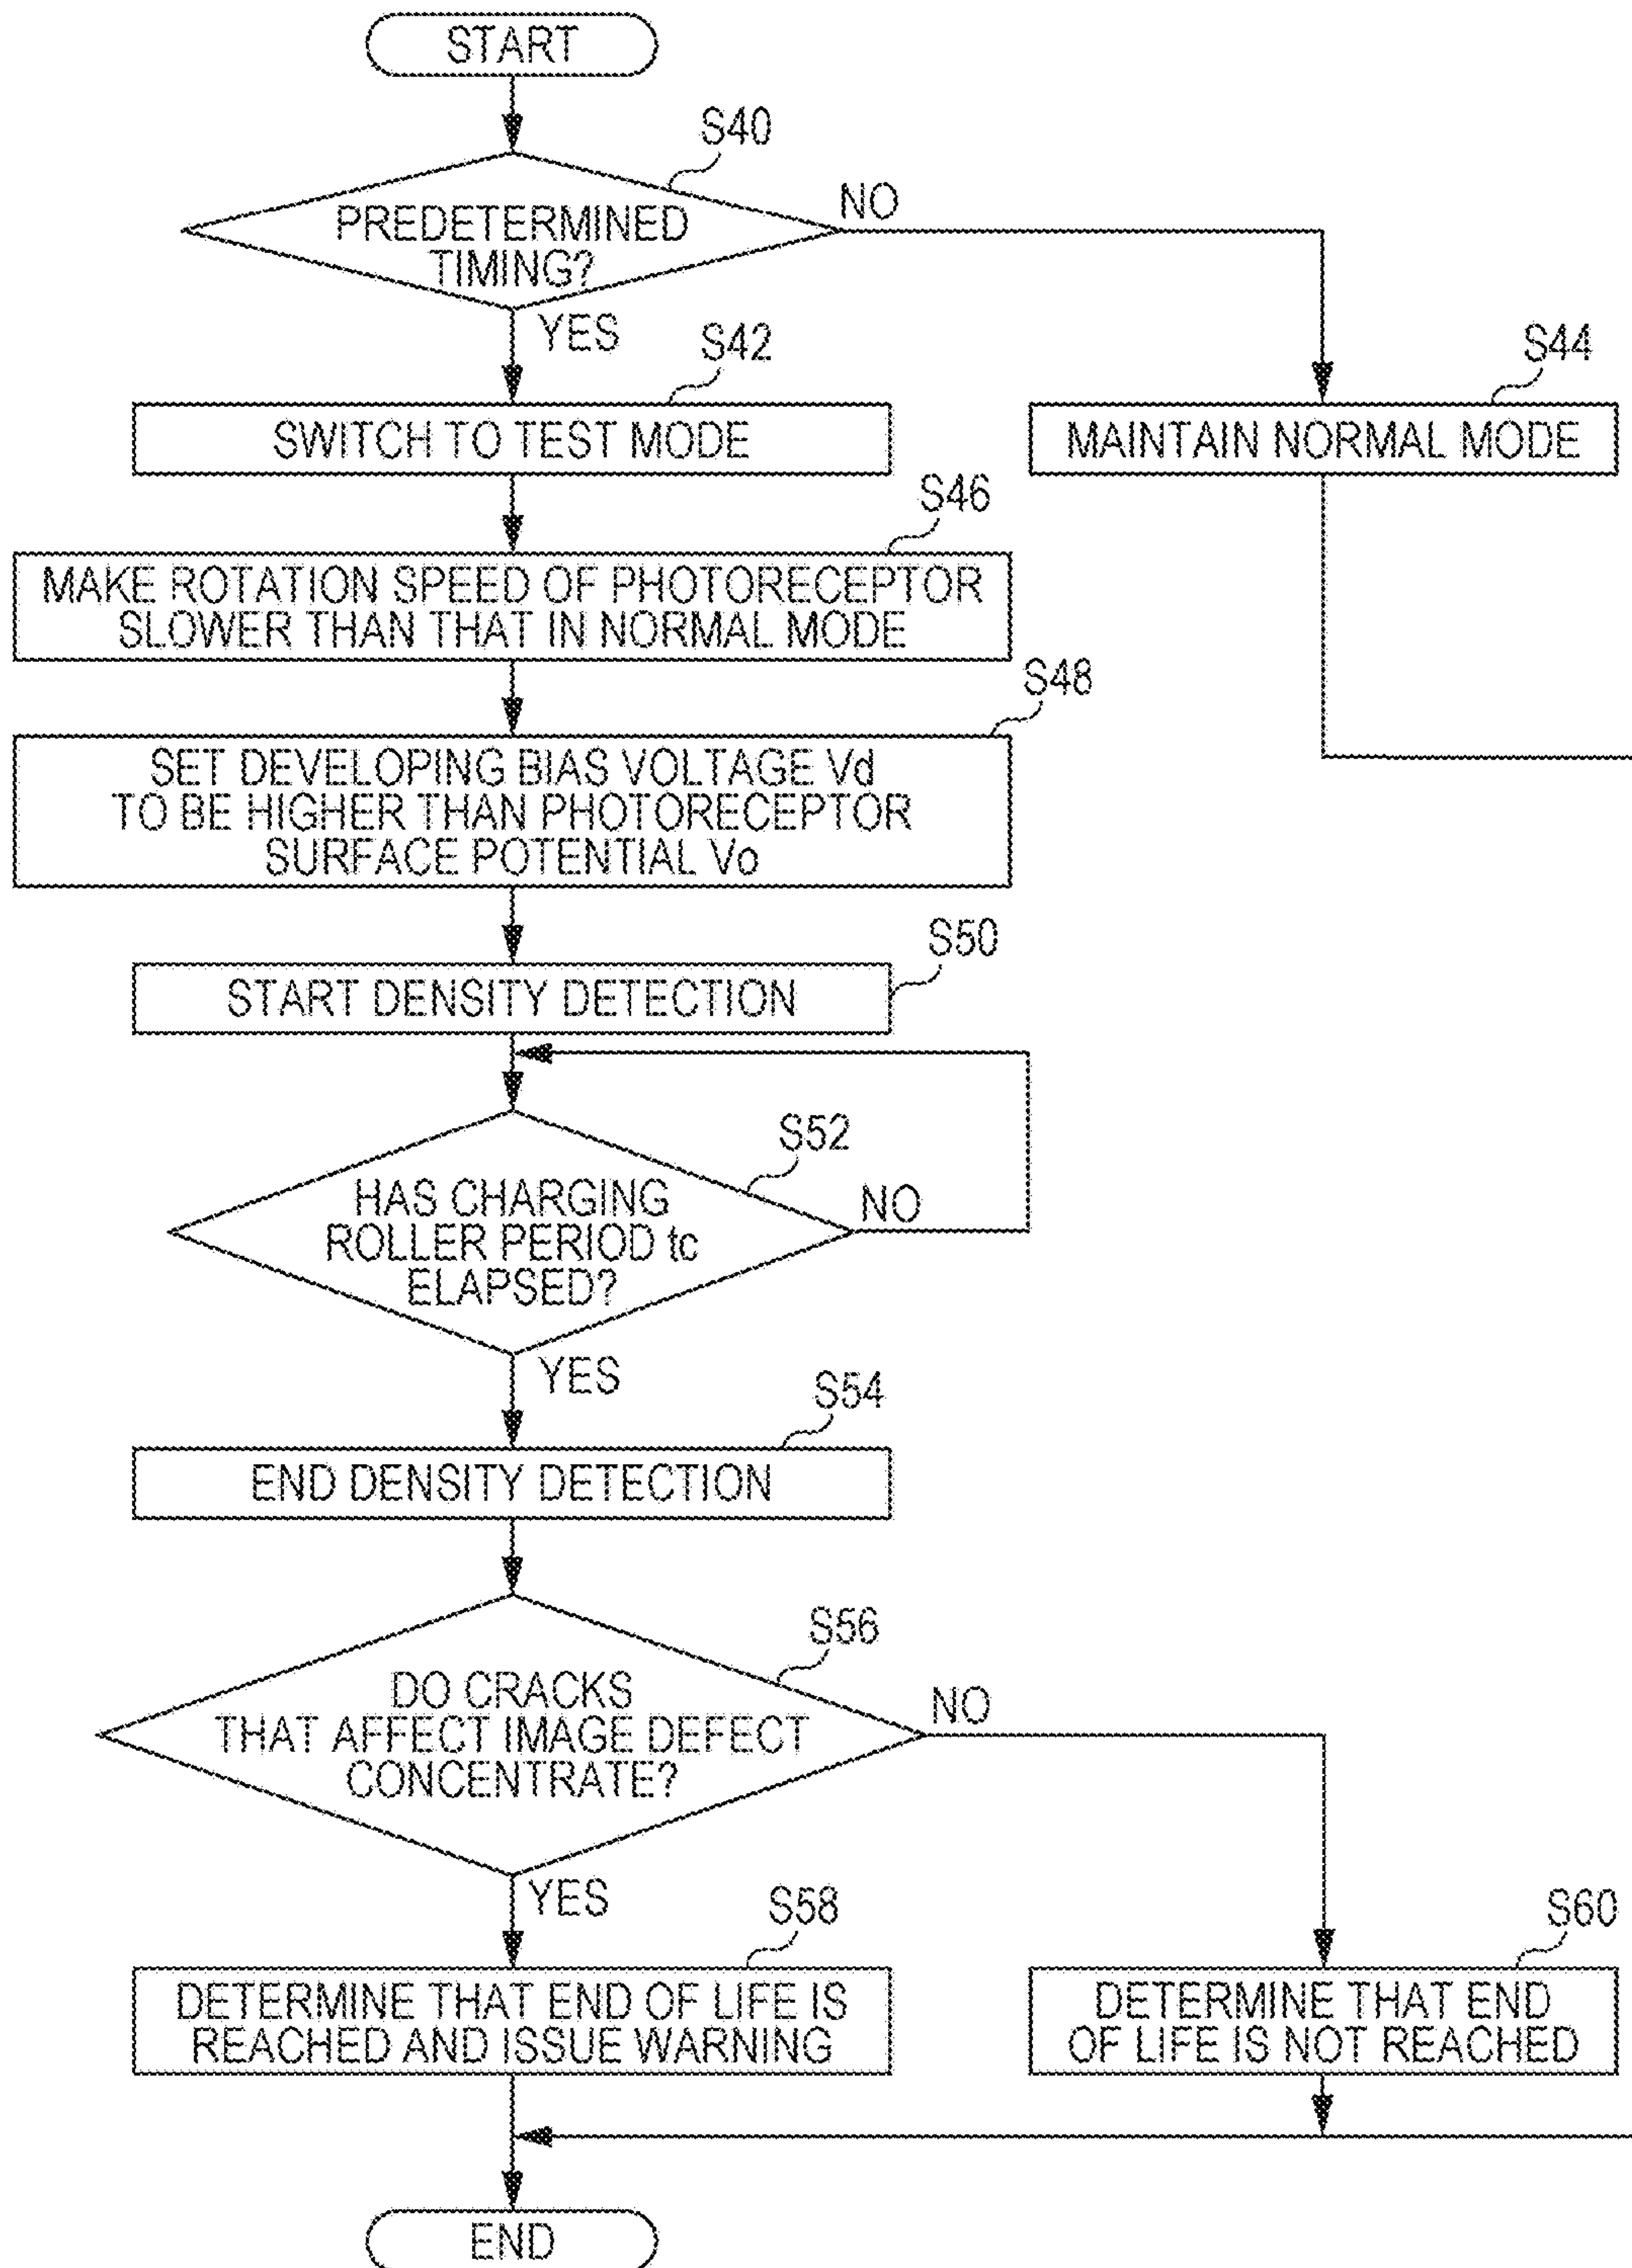 START
S40
PREDETERMINED
TIMING?
NO
YES
S42
SWITCH TO TEST MODE
S44
MAINTAIN NORMAL MODE
S46
MAKE ROTATION SPEED OF PHOTORECEPTOR
SLOWER THAN THAT IN NORMAL MODE
S48
SET DEVELOPING BIAS VOLTAGE Vd
TO BE HIGHER THAN PHOTORECEPTOR
SURFACE POTENTIAL Vo
S50
START DENSITY DETECTION
S52
HAS CHARGING
ROLLER PERIOD tc
ELAPSED?
NO
YES
S54
END DENSITY DETECTION
S56
DO CRACKS
THAT AFFECT IMAGE DEFECT
CONCENTRATE?
NO
YES
S58
DETERMINE THAT END OF LIFE IS
REACHED AND ISSUE WARNING
S60
DETERMINE THAT END
OF LIFE IS NOT REACHED
END